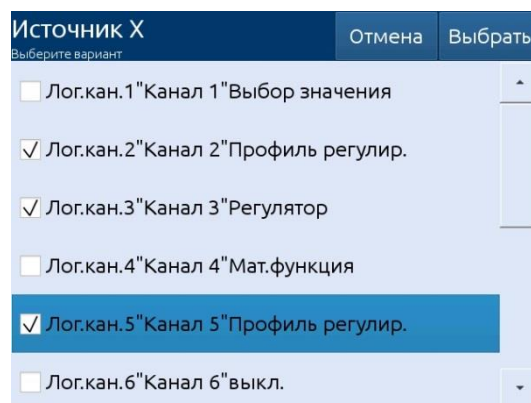 Источник X
Выберите вариант
Отмена
Выбрать
Лог.кан.1"Канал 1"Выбор значения
Лог.кан.2"Канал 2"Профиль регулир.
Лог.кан.3"Канал 3"Регулятор
Лог.кан.4"Канал 4"Мат.функция
Лог.кан.5"Канал 5"Профиль регулир.
Лог.кан.6"Канал 6"выкл.